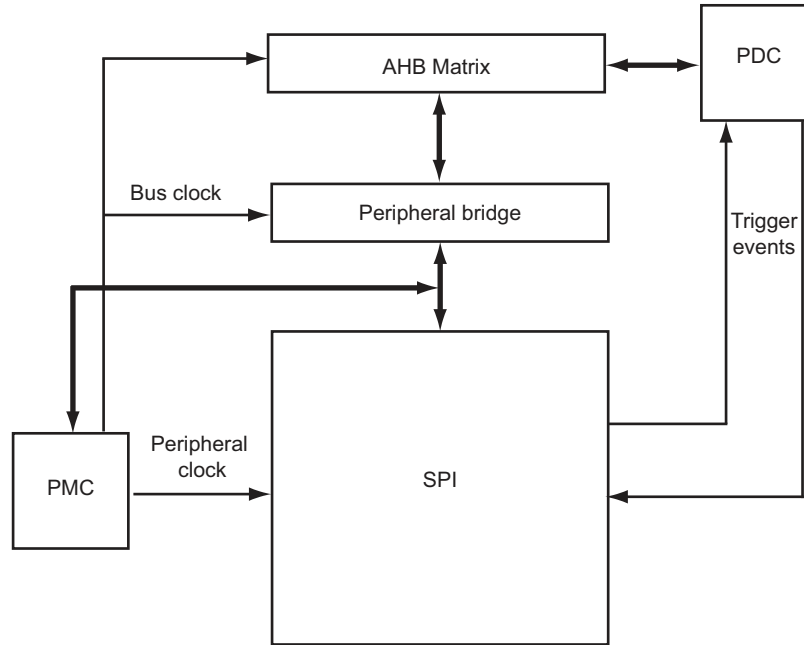 AHB Matrix
PDC
Bus clock
Peripheral bridge
Trigger
events
Peripheral
clock
PMC
SPI